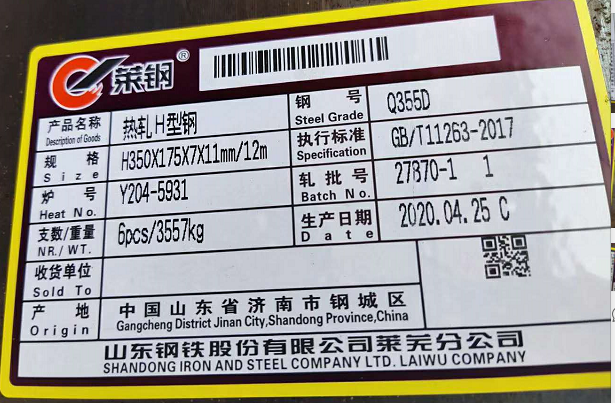 莱钢®
产品名称 热轧H型钢 钢 号 Q355D
Description of Goods Steel Grade
规 格 H350X175X7X11mm/12m 执行标准 GB/T11263-2017
Size Specification
炉 号 Y204-5931 轧批号 27870-1 1
Heat No. Batch No.
支数/重量 6pcs/3557kg 生产日期 2020.04.25 C
NR./WT. Date
收货单位
Sold To
产 地 中国山东省济南市钢城区
Origin Gangcheng District Jinan City,Shandong Province,China
山东钢铁股份有限公司莱芜分公司
SHANDONG IRON AND STEEL COMPANY LTD. LAIWU COMPANY